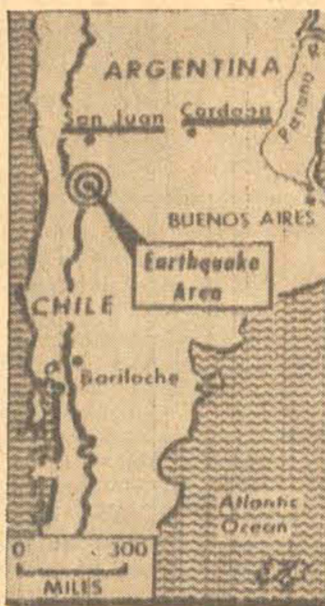 ARGENTINA
San Juan
Cordoba
Parana
BUENOS AIRES
Earthquake
Area
CHILE
Bariloche
Atlantic
Ocean
0 300
MILES